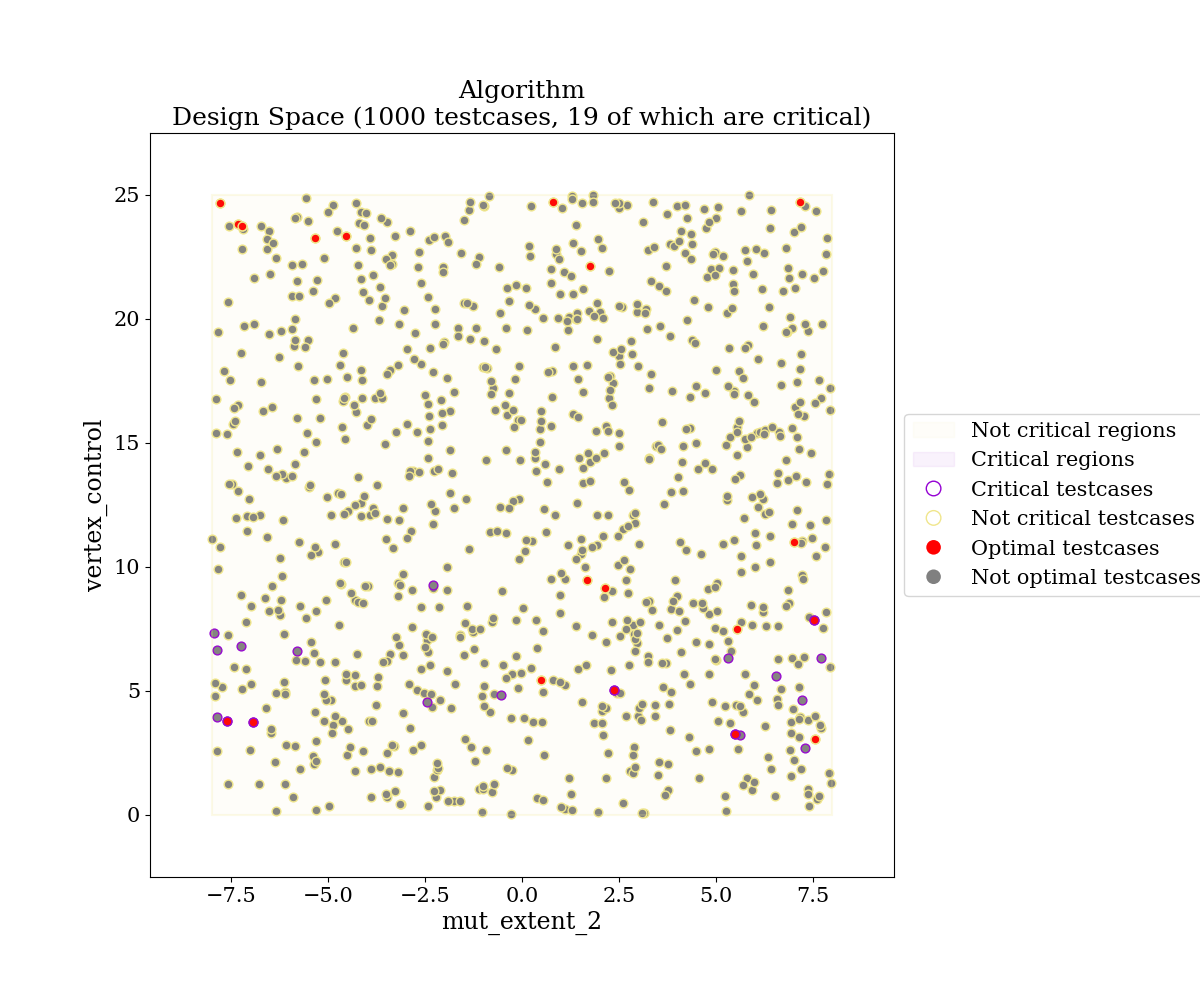 Algorithm
Design Space (1000 testcases, 19 of which are critical)
25
20
15
10
5
0
vertex_control
−7.5 −5.0 −2.5 0.0 2.5 5.0 7.5
mut_extent_2
Not critical regions
Critical regions
Critical testcases
Not critical testcases
Optimal testcases
Not optimal testcases